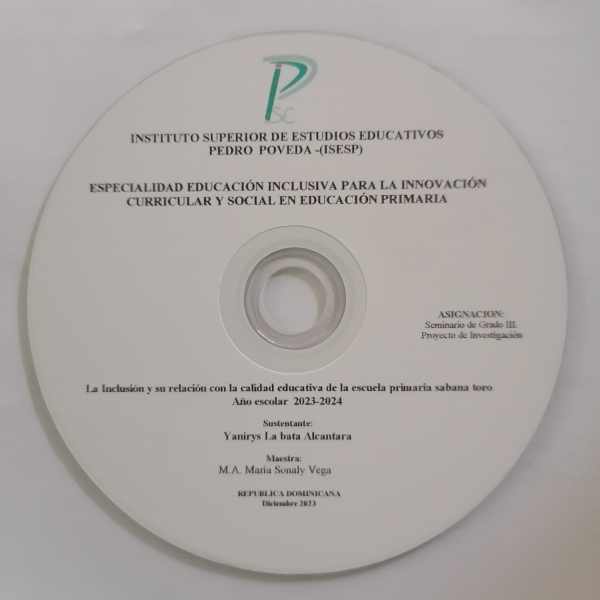 PSC
INSTITUTO SUPERIOR DE ESTUDIOS EDUCATIVOS
PEDRO POVEDA -(ISESP)
ESPECIALIDAD EDUCACIÓN INCLUSIVA PARA LA INNOVACIÓN
CURRICULAR Y SOCIAL EN EDUCACIÓN PRIMARIA
ASIGNACION:
Seminario de Grado III.
Proyecto de Investigación
La Inclusión y su relación con la calidad educativa de la escuela primaria sabana toro
Año escolar 2023-2024
Sustentante:
Yanirys La bata Alcantara
Maestra:
M.A. María Sonaly Vega
REPUBLICA DOMINICANA
Diciembre 2023